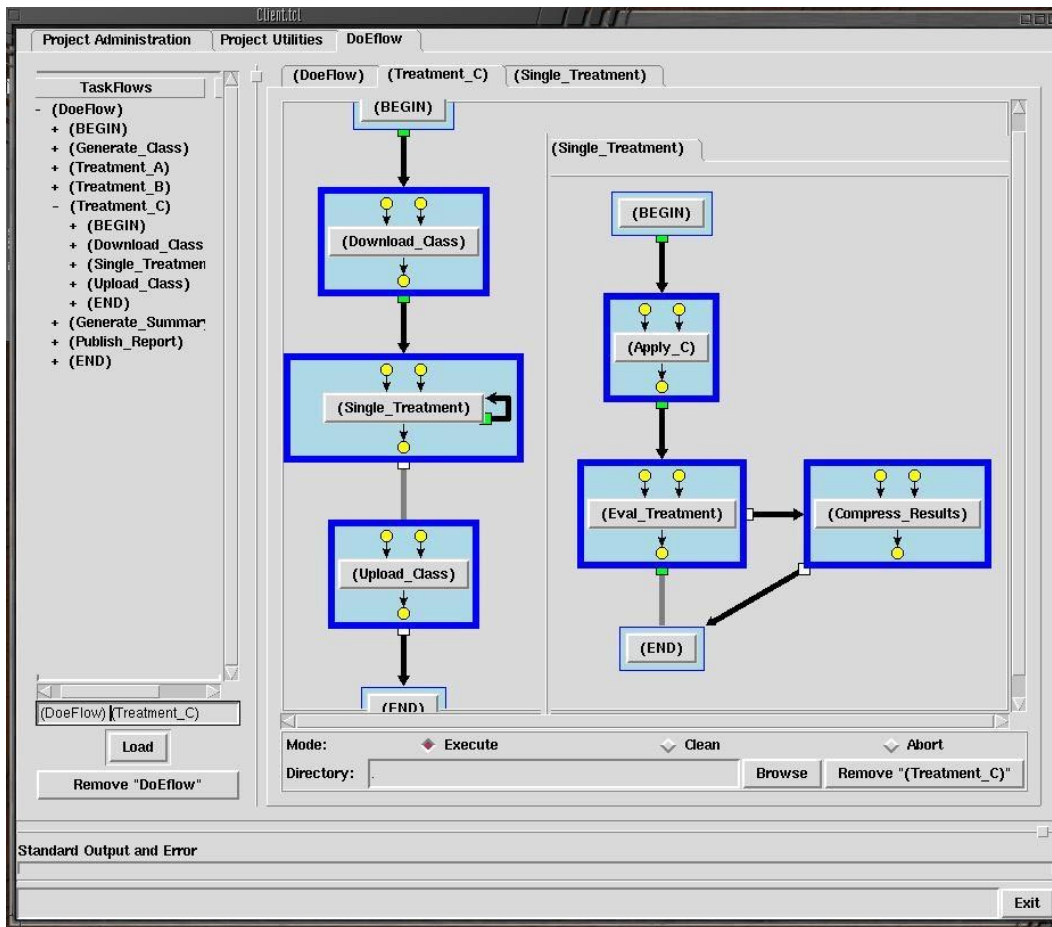 Client.tcl
Project Administration
Project Utilities
DoEflow
TaskFlows
- (DoeFlow)
+ (BEGIN)
+ (Generate_Class)
+ (Treatment_A)
+ (Treatment_B)
- (Treatment_C)
+ (BEGIN)
+ (Download_Class
+ (Single_Treatmen
+ (Upload_Class)
+ (END)
+ (Generate_Summary
+ (Publish_Report)
+ (END)
(DoeFlow) (Treatment_C)
Load
Remove "DoEflow"
(DoeFlow)
(Treatment_C)
(Single_Treatment)
(BEGIN)
(Download_Class)
(Single_Treatment)
(Upload_Class)
(END)
(Single_Treatment)
(BEGIN)
(Apply_C)
(Eval_Treatment)
(Compress_Results)
(END)
Mode:
Execute
Clean
Abort
Directory:
.
Browse
Remove "(Treatment_C)"
Standard Output and Error
Exit